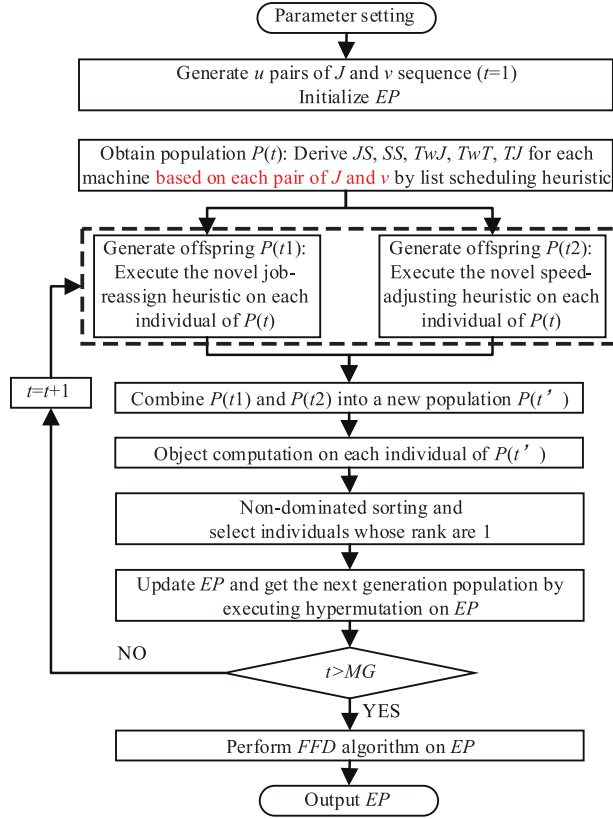 Parameter setting
Generate u pairs of J and v sequence (t=1)
Initialize EP
Obtain population P(t): Derive JS, SS, TwJ, TwT, TJ for each
machine based on each pair of J and v by list scheduling heuristic
Generate offspring P(t1):
Execute the novel job-
reassign heuristic on each
individual of P(t)
Generate offspring P(t2):
Execute the novel speed-
adjusting heuristic on each
individual of P(t)
t=t+1
Combine P(t1) and P(t2) into a new population P(t')
Object computation on each individual of P(t')
Non-dominated sorting and
select individuals whose rank are 1
Update EP and get the next generation population by
executing hypermutation on EP
NO
t>MG
YES
Perform FFD algorithm on EP
Output EP